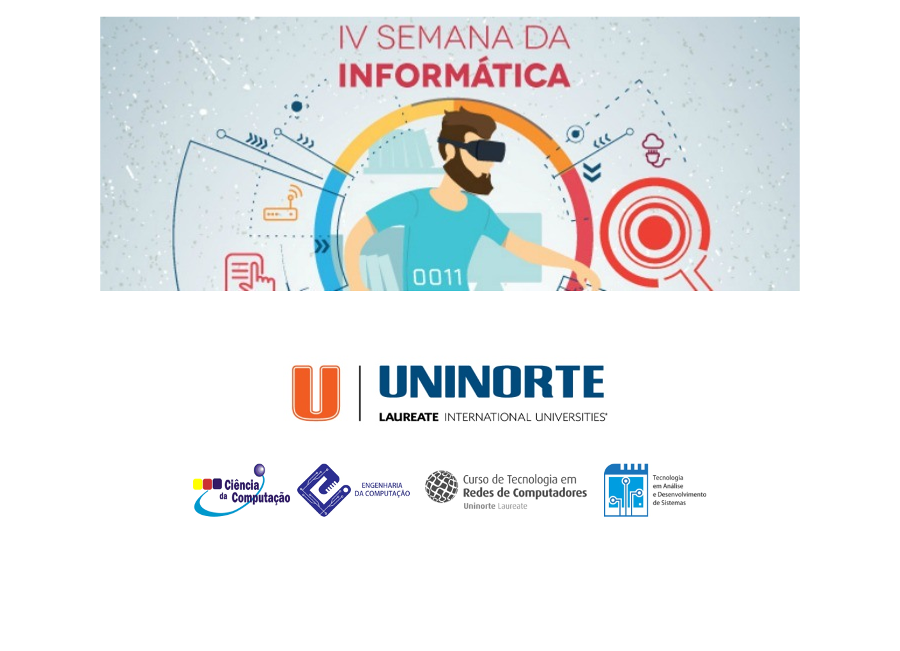 IV SEMANA DA
INFORMÁTICA
0011
U
UNINORTE
LAUREATE INTERNATIONAL UNIVERSITIES®
Ciência
da Computação
ENGENHARIA
DA COMPUTAÇÃO
Curso de Tecnologia em
Redes de Computadores
Uninorte Laureate
Tecnologia
em Análise
e Desenvolvimento
de Sistemas